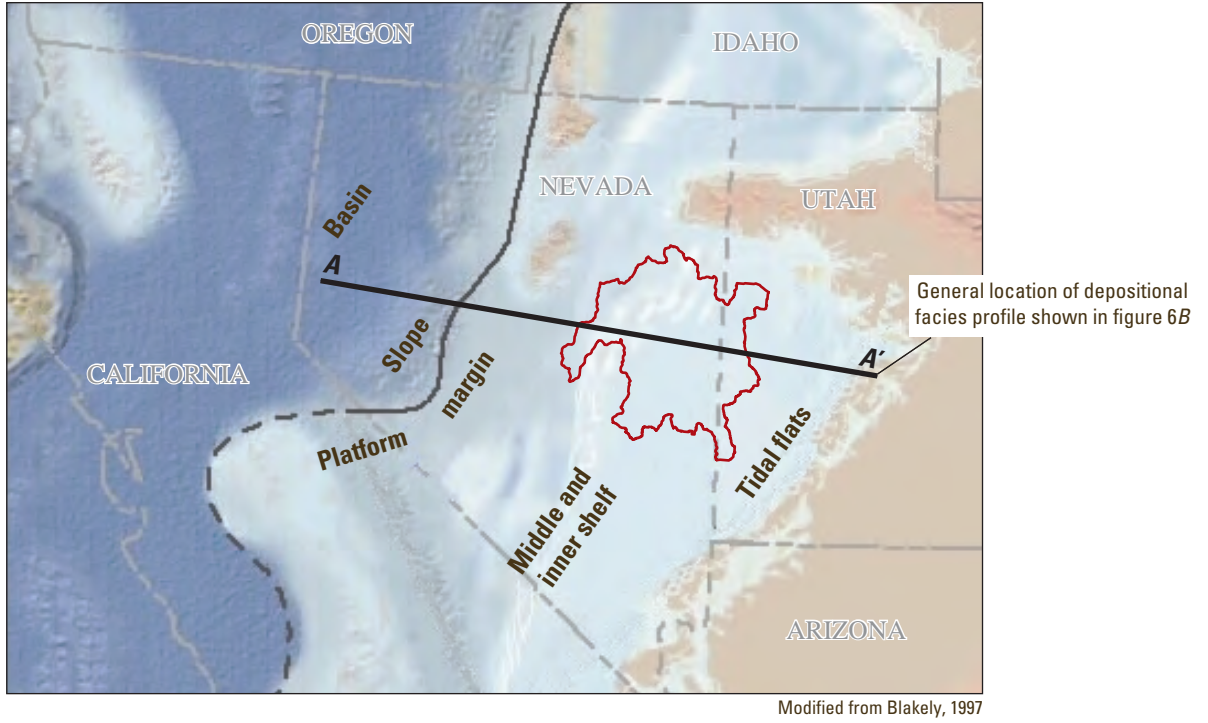 OREGON
IDAHO
NEVADA
UTAH
Basin
A
General location of depositional
facies profile shown in figure 6B
Slope
A′
CALIFORNIA
margin
Platform
Tidal flats
Middle and
inner shelf
ARIZONA
Modified from Blakely, 1997